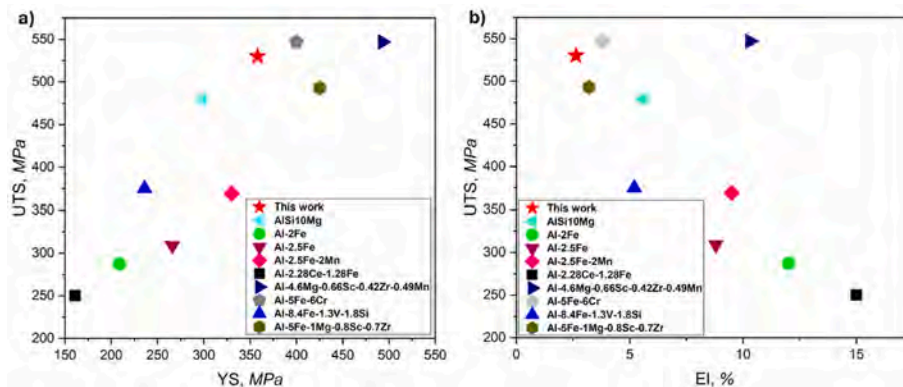 a)
UTS, MPa
550
500
450
400
350
300
250
200
150 200 250 300 350 400 450 500 550
YS, MPa
This work
AlSi10Mg
Al-2Fe
Al-2.5Fe
Al-2.5Fe-2Mn
Al-2.28Ce-1.28Fe
Al-4.6Mg-0.66Sc-0.42Zr-0.49Mn
Al-5Fe-6Cr
Al-8.4Fe-1.3V-1.8Si
Al-5Fe-1Mg-0.8Sc-0.7Zr
b)
UTS, MPa
550
500
450
400
350
300
250
200
0 5 10 15
El, %
This work
AlSi10Mg
Al-2Fe
Al-2.5Fe
Al-2.5Fe-2Mn
Al-2.28Ce-1.28Fe
Al-4.6Mg-0.66Sc-0.42Zr-0.49Mn
Al-5Fe-6Cr
Al-8.4Fe-1.3V-1.8Si
Al-5Fe-1Mg-0.8Sc-0.7Zr